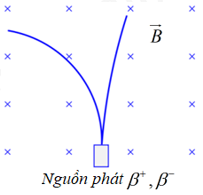 B⃗
Nguồn phát β⁺, β⁻